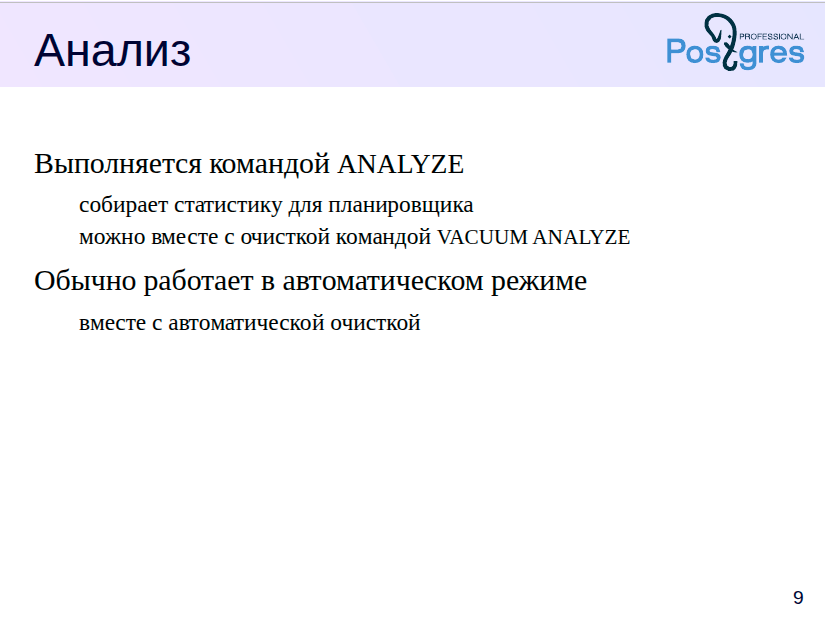 Анализ
PROFESSIONAL
Postgres
Выполняется командой ANALYZE
собирает статистику для планировщика
можно вместе с очисткой командой VACUUM ANALYZE
Обычно работает в автоматическом режиме
вместе с автоматической очисткой
9